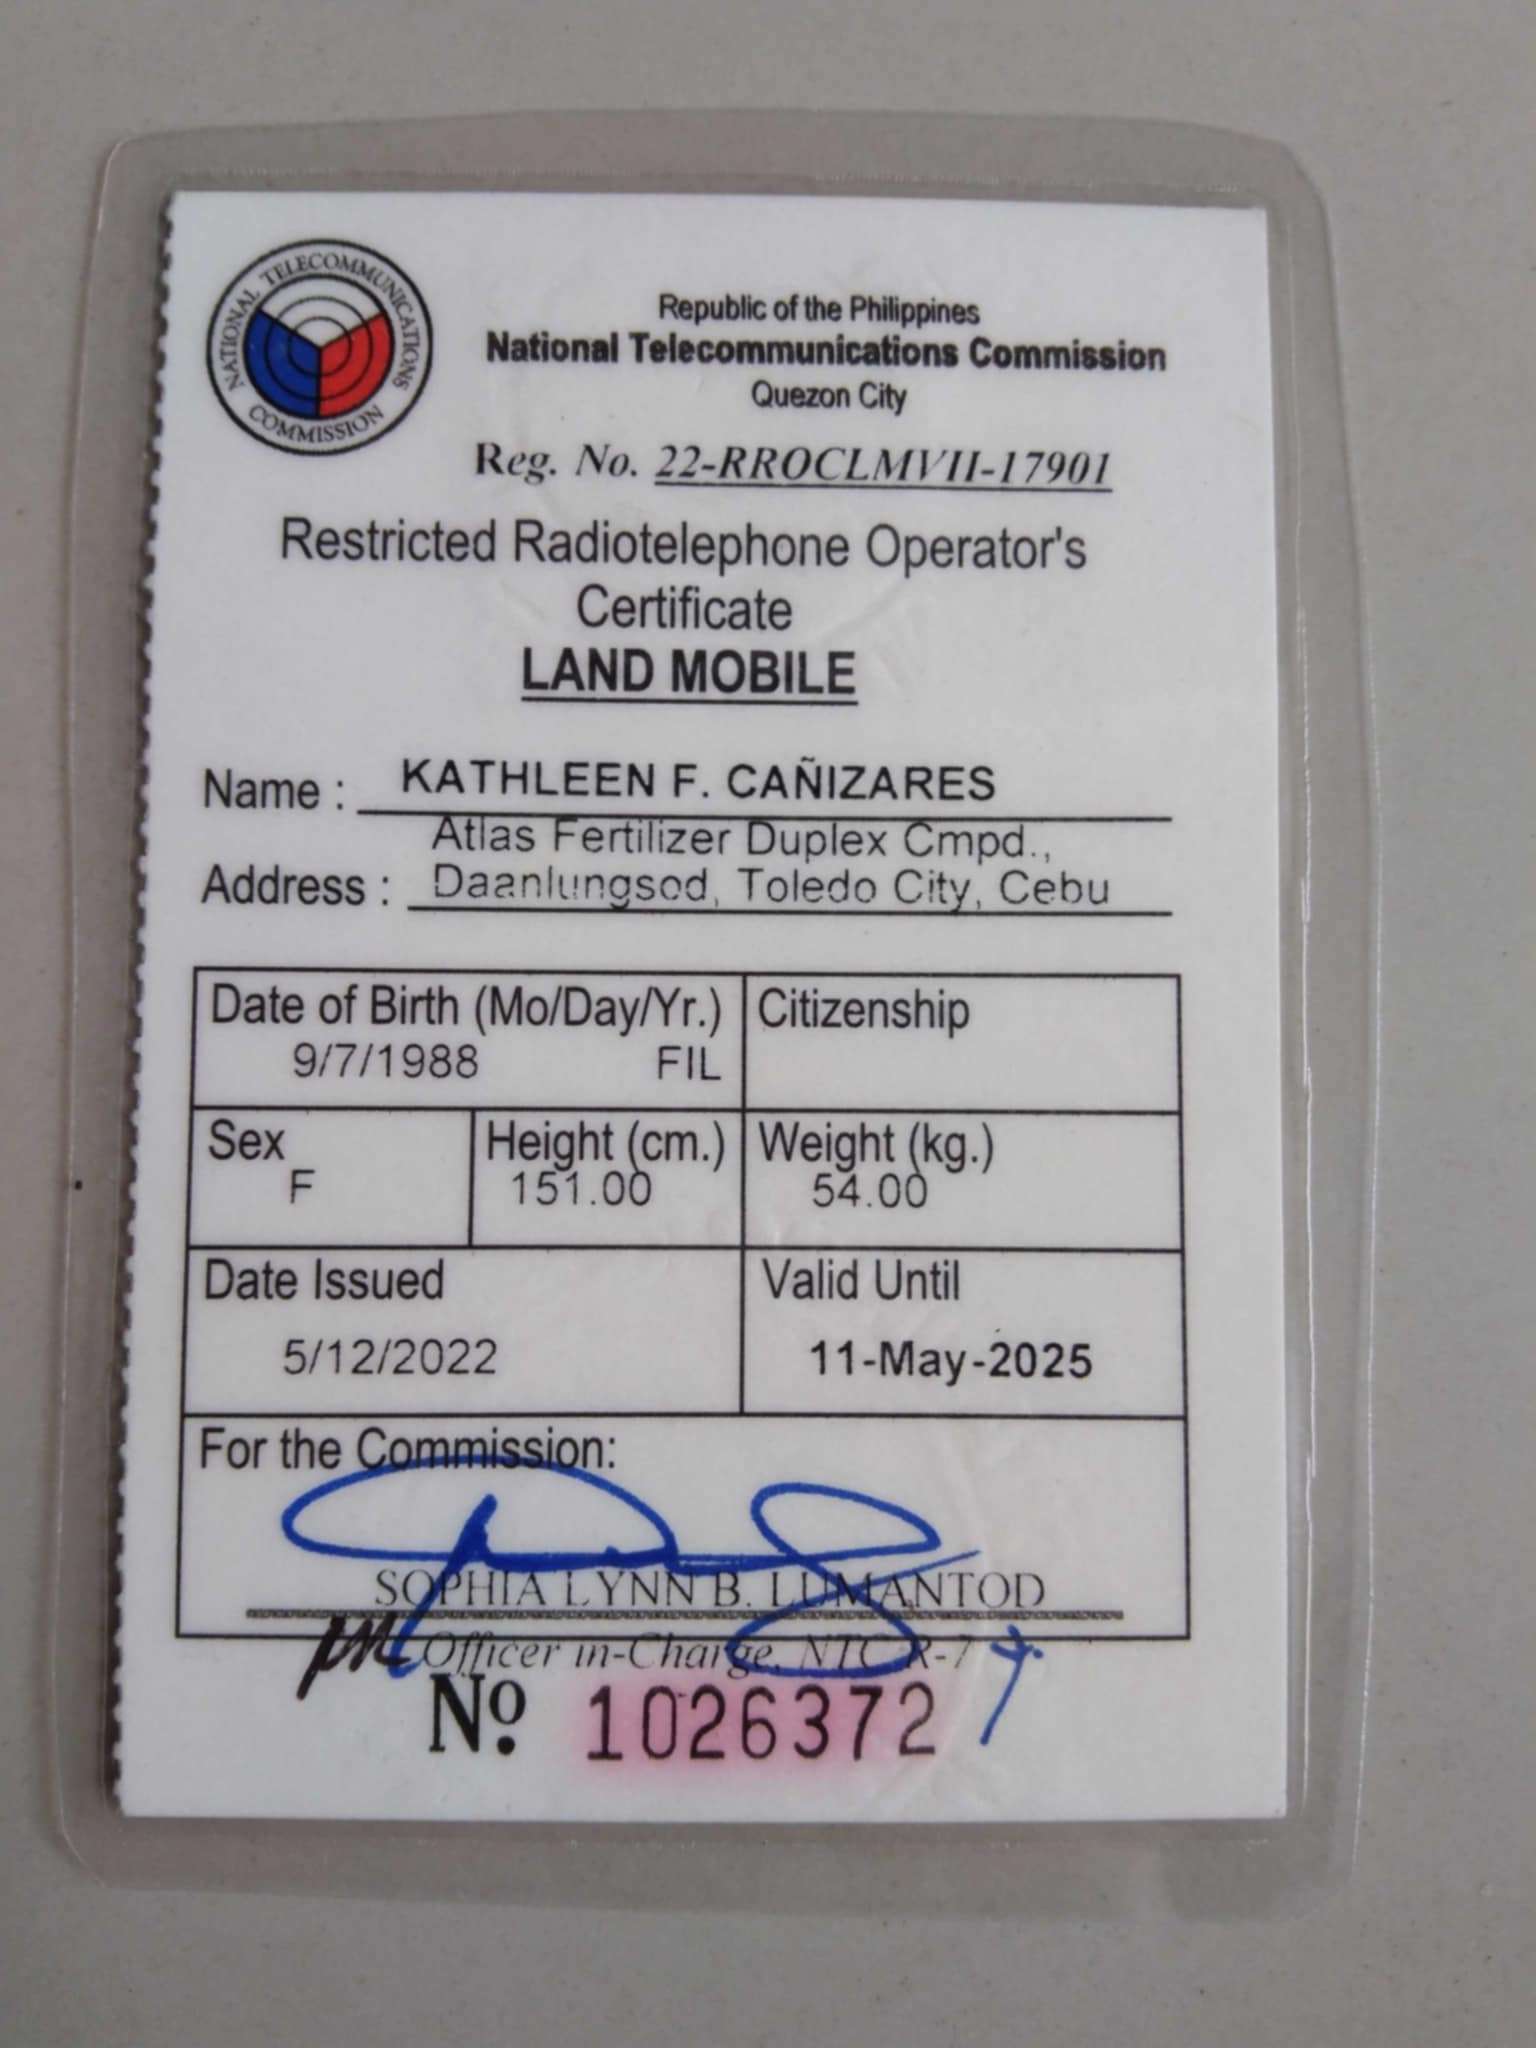 NATIONAL TELECOMMUNICATIONS COMMISSION
Republic of the Philippines
National Telecommunications Commission
Quezon City
Reg. No. 22-RROCLMVII-17901
Restricted Radiotelephone Operator's
Certificate
LAND MOBILE
Name : KATHLEEN F. CAÑIZARES
Atlas Fertilizer Duplex Cmpd.,
Address : Daanlungsod, Toledo City, Cebu
Date of Birth (Mo/Day/Yr.) Citizenship
9/7/1988 FIL
Sex Height (cm.) Weight (kg.)
F 151.00 54.00
Date Issued Valid Until
5/12/2022 11-May-2025
For the Commission:
SOPHIA LYNN B. LUMANTOD
Officer in-Charge, NTC R-7
No. 1026372